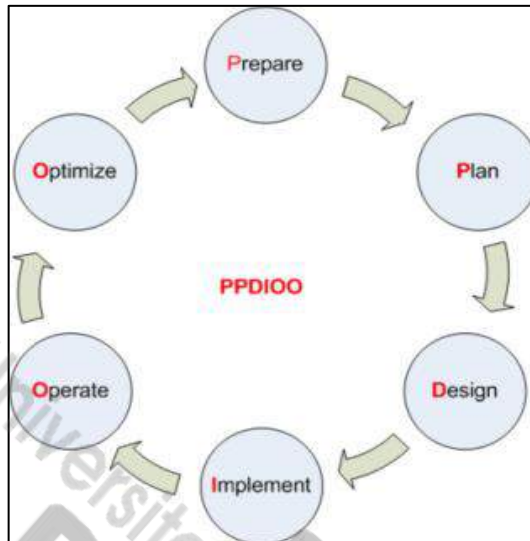 Prepare
Plan
Design
Implement
Operate
Optimize
PPDIOO